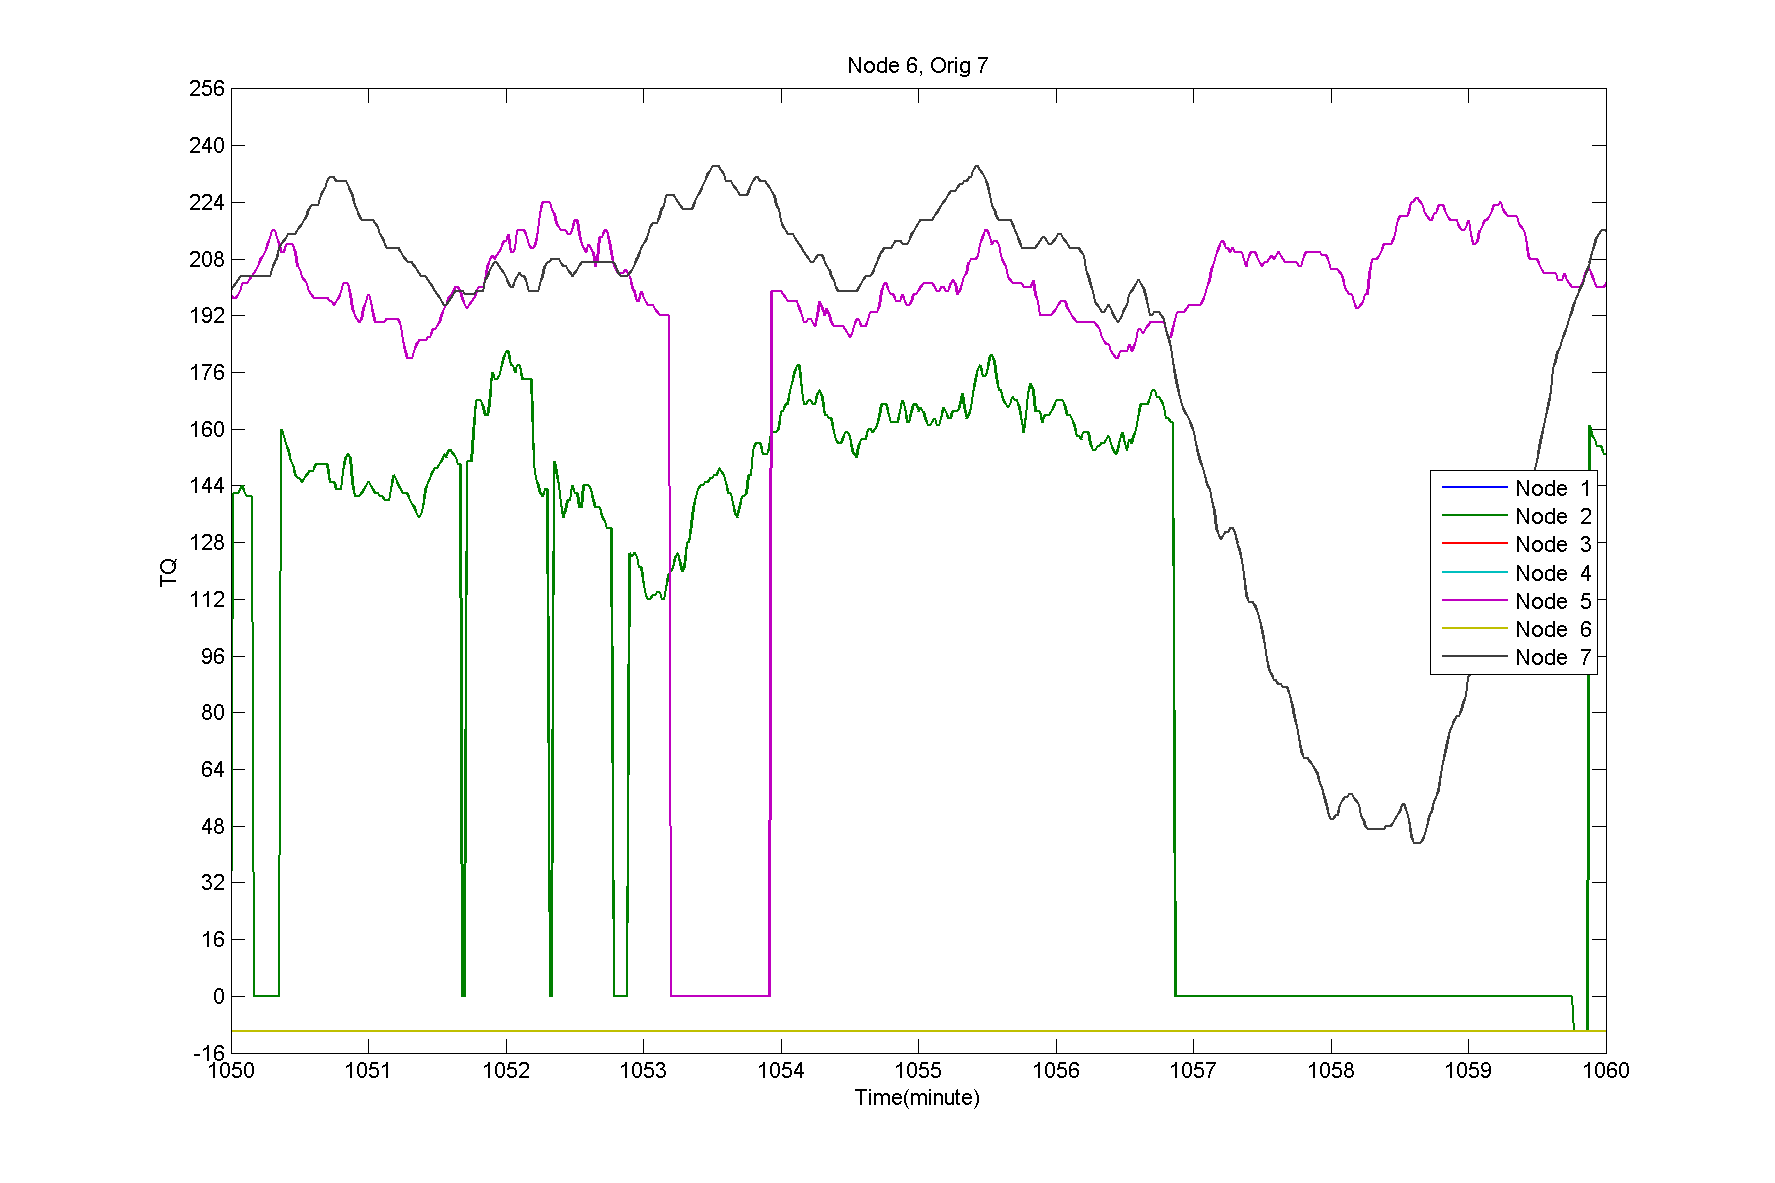 Node 6, Orig 7
256
240
224
208
192
176
160
144
128
112
96
80
64
48
32
16
0
-16
TQ
Node 1
Node 2
Node 3
Node 4
Node 5
Node 6
Node 7
1050 1051 1052 1053 1054 1055 1056 1057 1058 1059 1060
Time(minute)